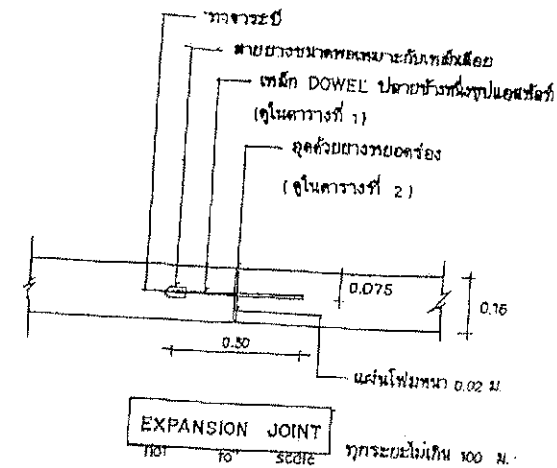 ทาจาระบี
สายยางขนาดพอเหมาะกับเหล็กเดือย
เหล็ก DOWEL ปลายข้างหนึ่งชุปแอสฟัลท์
(ดูในตารางที่ 1)
อุดด้วยยางหยอดร่อง
(ดูในตารางที่ 2)
0.075
0.15
0.50
แผ่นโฟมหนา 0.02 ม.
EXPANSION JOINT
not to scale
ทุกระยะไม่เกิน 100 ม.